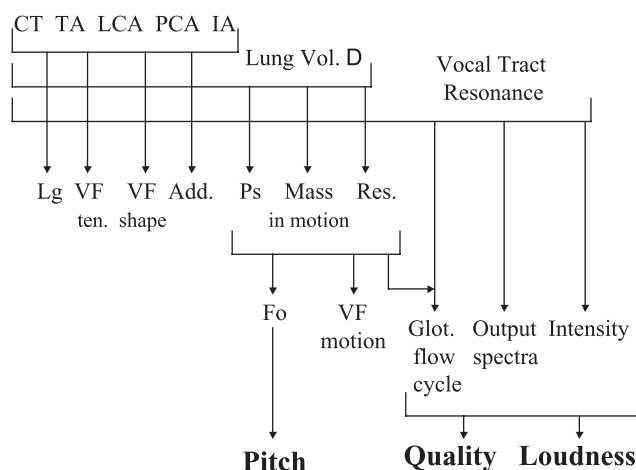 CT TA LCA PCA IA
Lung Vol. D
Vocal Tract
Resonance
Lg VF VF Add. Ps Mass Res.
ten. shape in motion
Fo VF Glot. Output Intensity
motion flow spectra
cycle
Pitch Quality Loudness